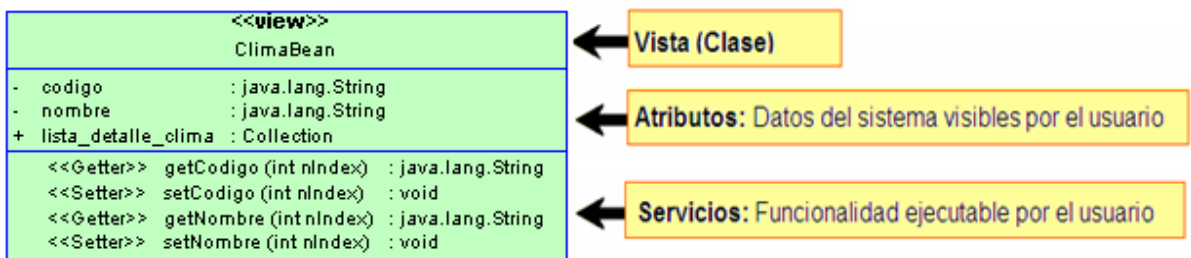 <<view>>
ClimaBean
- codigo : java.lang.String
- nombre : java.lang.String
+ lista_detalle_clima : Collection
<<Getter>> getCodigo (int nIndex) : java.lang.String
<<Setter>> setCodigo (int nIndex) : void
<<Getter>> getNombre (int nIndex) : java.lang.String
<<Setter>> setNombre (int nIndex) : void
Vista (Clase)
Atributos: Datos del sistema visibles por el usuario
Servicios: Funcionalidad ejecutable por el usuario